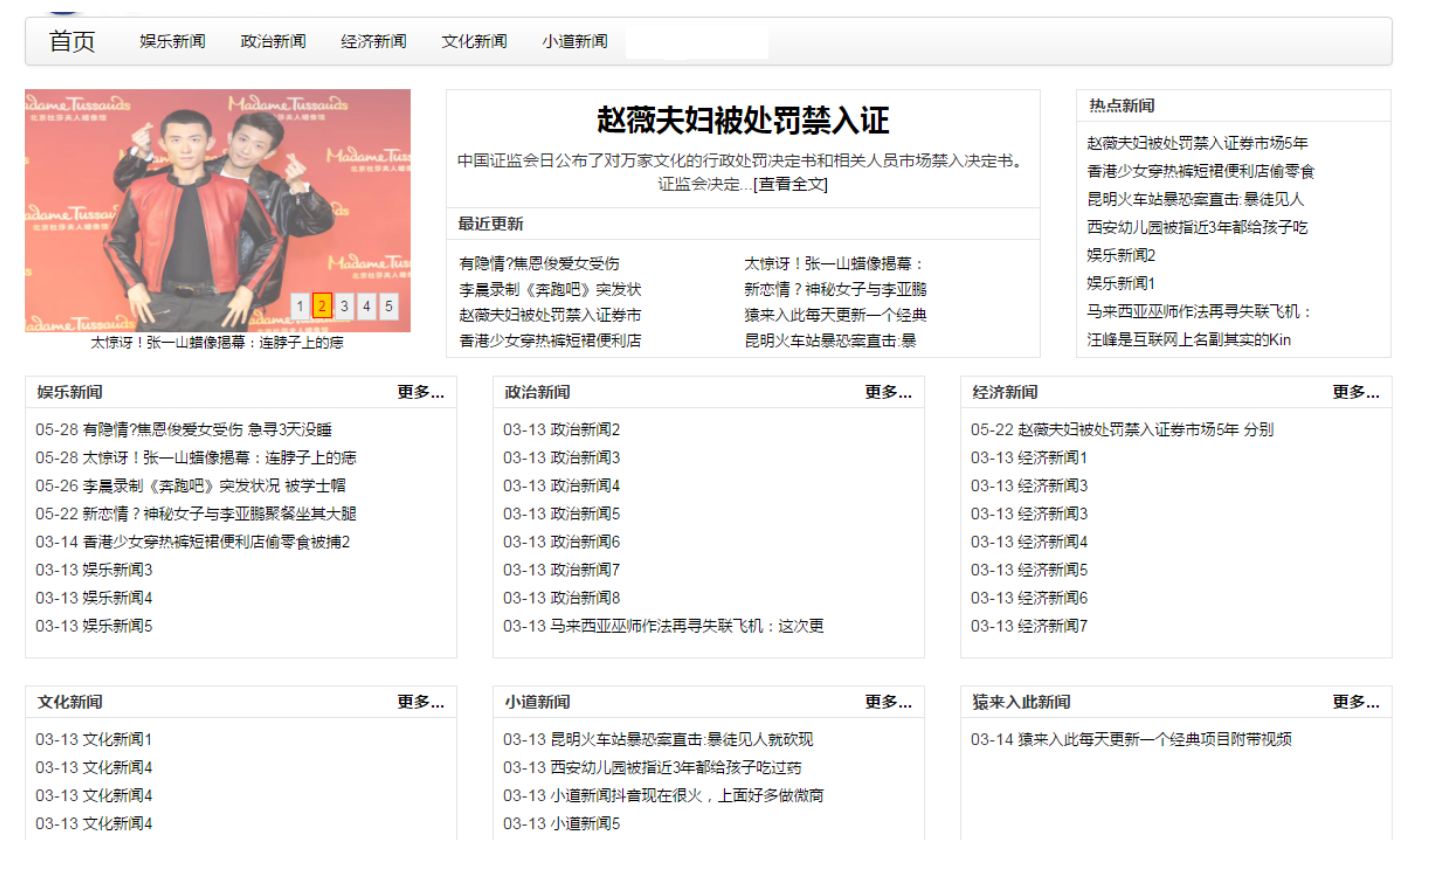 首页 娱乐新闻 政治新闻 经济新闻 文化新闻 小道新闻
Madame Tussauds
北京杜莎夫人蜡像馆
1 2 3 4 5
太惊讶！张一山蜡像揭幕：连脖子上的痣
赵薇夫妇被处罚禁入证
中国证监会日公布了对万家文化的行政处罚决定书和相关人员市场禁入决定书。
证监会决定...[查看全文]
最近更新
有隐情?焦恩俊爱女受伤 太惊讶！张一山蜡像揭幕：
李晨录制《奔跑吧》突发状 新恋情？神秘女子与李亚鹏
赵薇夫妇被处罚禁入证券市 猿来入此每天更新一个经典
香港少女穿热裤短裙便利店 昆明火车站暴恐案直击:暴
热点新闻
赵薇夫妇被处罚禁入证券市场5年
香港少女穿热裤短裙便利店偷零食
昆明火车站暴恐案直击:暴徒见人
西安幼儿园被指近3年都给孩子吃
娱乐新闻2
娱乐新闻1
马来西亚巫师作法再寻失联飞机：
汪峰是互联网上名副其实的Kin
娱乐新闻 更多...
05-28 有隐情?焦恩俊爱女受伤 急寻3天没睡
05-28 太惊讶！张一山蜡像揭幕：连脖子上的痣
05-26 李晨录制《奔跑吧》突发状况 被学士帽
05-22 新恋情？神秘女子与李亚鹏聚餐坐其大腿
03-14 香港少女穿热裤短裙便利店偷零食被捕2
03-13 娱乐新闻3
03-13 娱乐新闻4
03-13 娱乐新闻5
政治新闻 更多...
03-13 政治新闻2
03-13 政治新闻3
03-13 政治新闻4
03-13 政治新闻5
03-13 政治新闻6
03-13 政治新闻7
03-13 政治新闻8
03-13 马来西亚巫师作法再寻失联飞机：这次更
经济新闻 更多...
05-22 赵薇夫妇被处罚禁入证券市场5年 分别
03-13 经济新闻1
03-13 经济新闻3
03-13 经济新闻3
03-13 经济新闻4
03-13 经济新闻5
03-13 经济新闻6
03-13 经济新闻7
文化新闻 更多...
03-13 文化新闻1
03-13 文化新闻4
03-13 文化新闻4
03-13 文化新闻4
小道新闻 更多...
03-13 昆明火车站暴恐案直击:暴徒见人就砍现
03-13 西安幼儿园被指近3年都给孩子吃过药
03-13 小道新闻抖音现在很火，上面好多做微商
03-13 小道新闻5
猿来入此新闻 更多...
03-14 猿来入此每天更新一个经典项目附带视频